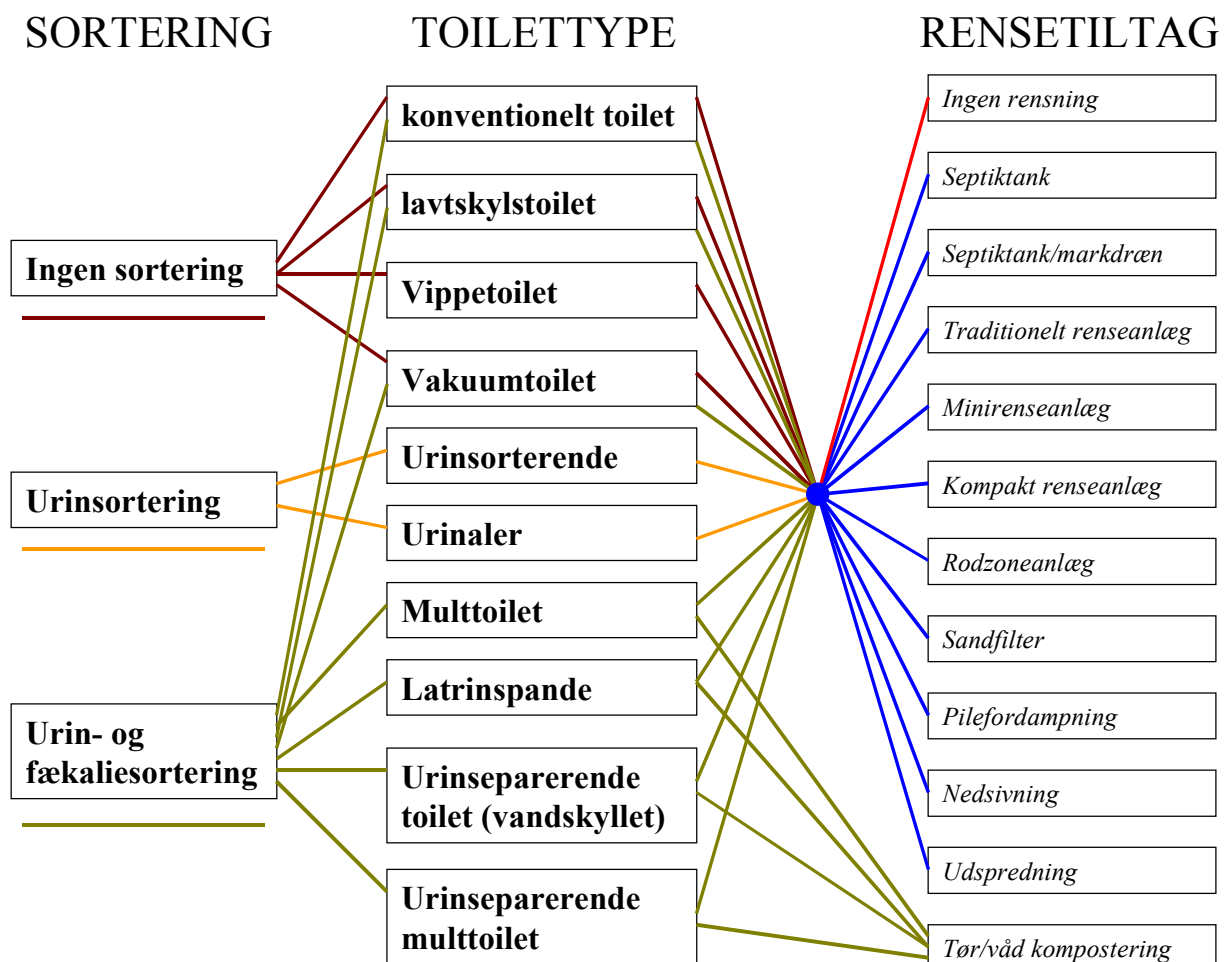 SORTERING
TOILETTYPE
RENSETILTAG
Ingen sortering
Urinsortering
Urin- og
fækaliesortering
konventionelt toilet
lavtskylstoilet
Vippetoilet
Vakuumtoilet
Urinsorterende
Urinaler
Multtoilet
Latrinspande
Urinseparerende
toilet (vandskyllet)
Urinseparerende
multtoilet
Ingen rensning
Septiktank
Septiktank/markdræn
Traditionelt renseanlæg
Minirenseanlæg
Kompakt renseanlæg
Rodzoneanlæg
Sandfilter
Pilefordampning
Nedsivning
Udspredning
Tør/våd kompostering